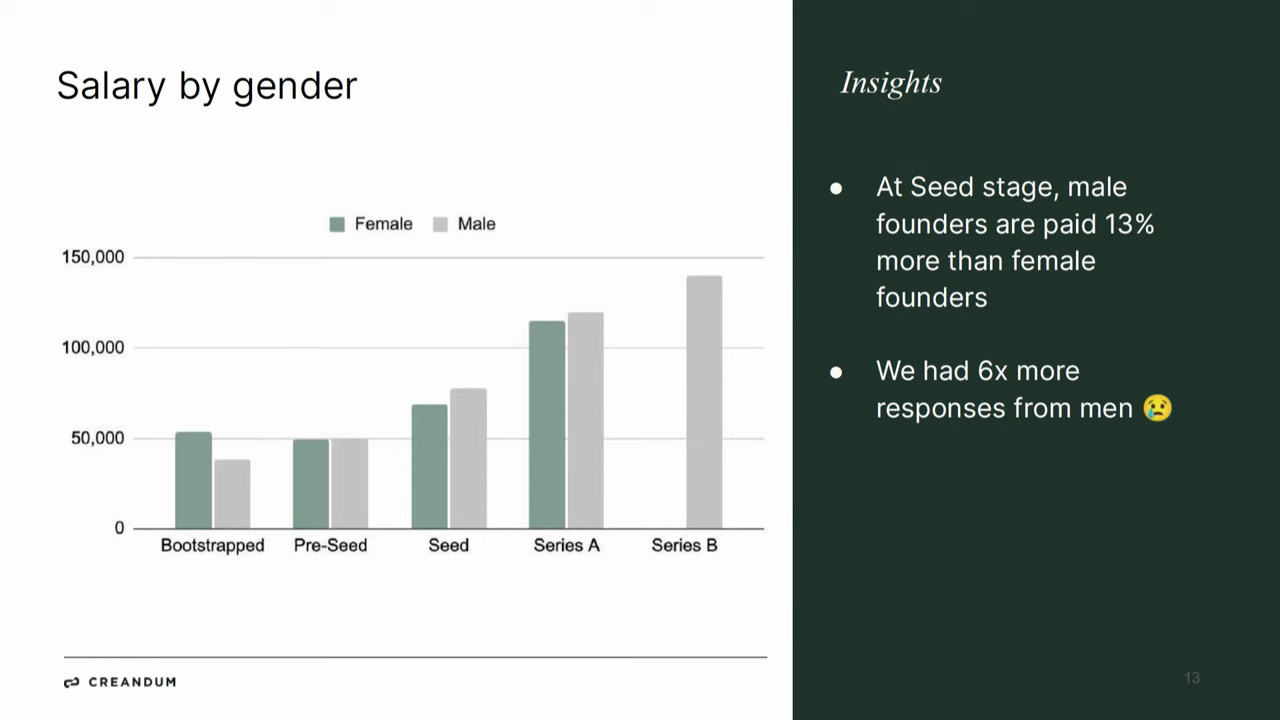 Salary by gender
Female Male
150,000
100,000
50,000
0
Bootstrapped Pre-Seed Seed Series A Series B
CREANDUM
Insights
● At Seed stage, male
founders are paid 13%
more than female
founders
● We had 6x more
responses from men 😢
13